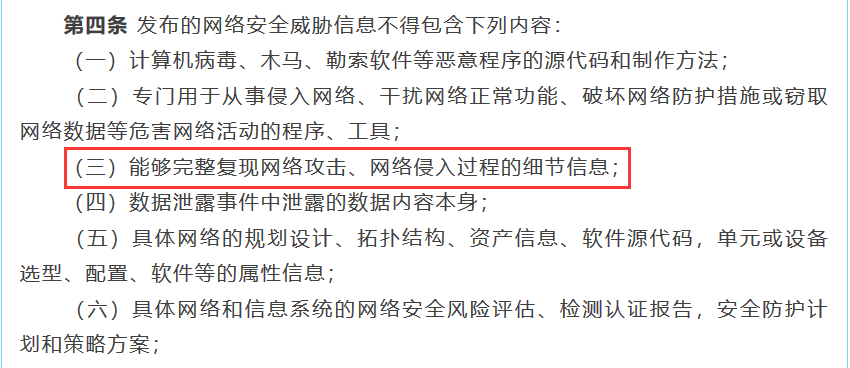 第四条 发布的网络安全威胁信息不得包含下列内容：
（一）计算机病毒、木马、勒索软件等恶意程序的源代码和制作方法；
（二）专门用于从事侵入网络、干扰网络正常功能、破坏网络防护措施或窃取
网络数据等危害网络活动的程序、工具；
（三）能够完整复现网络攻击、网络侵入过程的细节信息；
（四）数据泄露事件中泄露的数据内容本身；
（五）具体网络的规划设计、拓扑结构、资产信息、软件源代码，单元或设备
选型、配置、软件等的属性信息；
（六）具体网络和信息系统的网络安全风险评估、检测认证报告，安全防护计
划和策略方案；